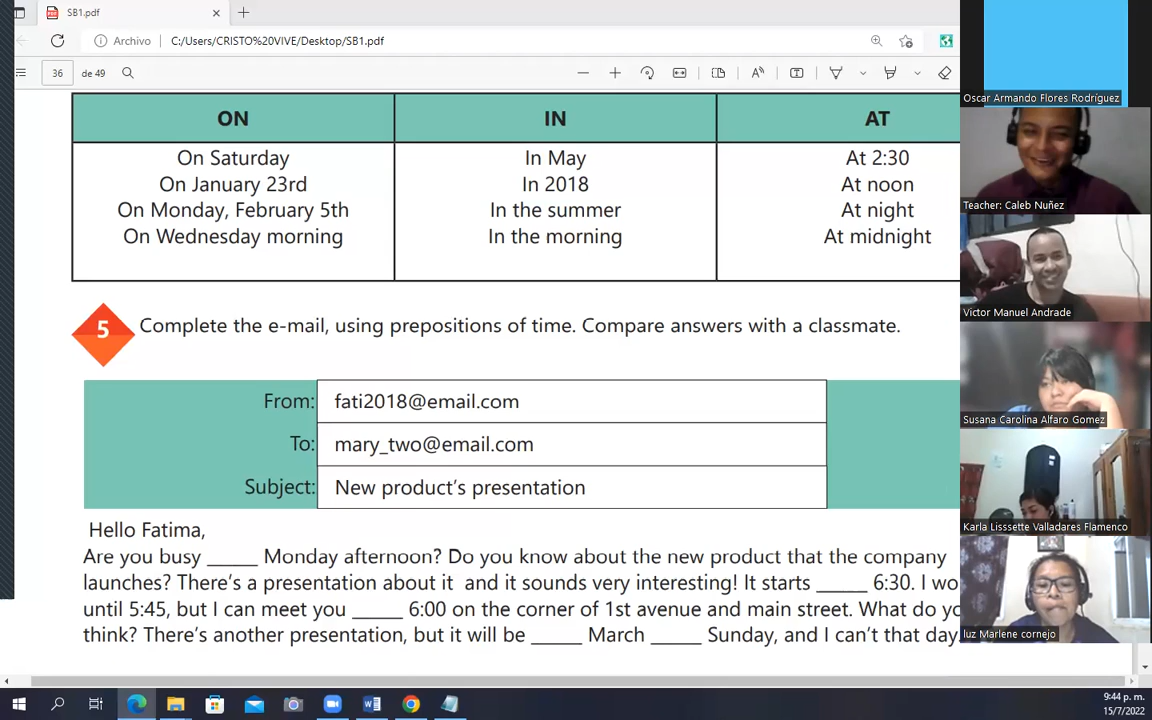 SB1.pdf
Archivo
C:/Users/CRISTO%20VIVE/Desktop/SB1.pdf
36 de 49
ON IN AT
On Saturday In May At 2:30
On January 23rd In 2018 At noon
On Monday, February 5th In the summer At night
On Wednesday morning In the morning At midnight
5 Complete the e-mail, using prepositions of time. Compare answers with a classmate.
From: fati2018@email.com
To: mary_two@email.com
Subject: New product's presentation
Hello Fatima,
Are you busy _____ Monday afternoon? Do you know about the new product that the company
launches? There's a presentation about it and it sounds very interesting! It starts _____ 6:30. I wo
until 5:45, but I can meet you _____ 6:00 on the corner of 1st avenue and main street. What do yo
think? There's another presentation, but it will be _____ March _____ Sunday, and I can't that day
Oscar Armando Flores Rodríguez
Teacher: Caleb Nuñez
Victor Manuel Andrade
Susana Carolina Alfaro Gomez
Karla Lisssette Valladares Flamenco
luz Marlene cornejo
9:44 p. m.
15/7/2022